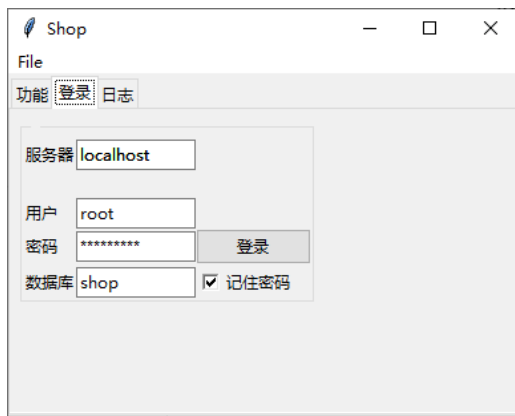 Shop
File
功能 登录 日志
服务器 localhost
用户 root
密码 ********* 登录
数据库 shop 记住密码